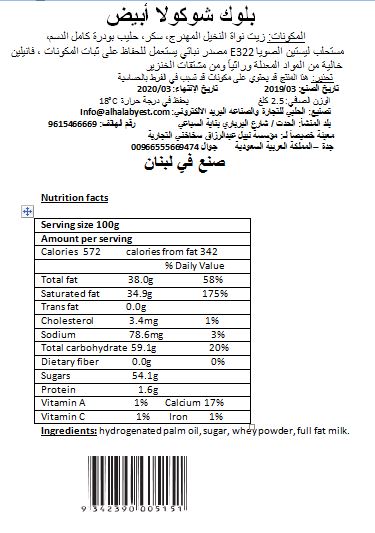 بلوك شوكولا أبيض
المكونات: زيت نواة النخيل المهدرج، سكر، حليب بودرة كامل الدسم،
مستحلب ليستين الصويا E322 مصدر نباتي يستعمل للحفاظ على ثبات المكونات ، فانيلين
خالية من المواد المعدلة وراثياً ومن مشتقات الخنزير
تحذير: هذا المنتج قد يحتوي على مكونات قد تسبب في الفرط بالحساسية
تاريخ الصنع: 2019/03 تاريخ الإنتهاء: 2020/03
الوزن الصافي: 2.5 كلغ يحفظ في درجة حرارة 18°C
تصنيع: الحلبي للتجارة والصناعه البريد الالكتروني: Info@alhalabyest.com
بلد المنشأ: الحدث / شارع البرباري بناية السباعي رقم الهاتف: 9615466669
معينة خصيصاً لـ: مؤسسة نبيل عبدالرزاق سخاخني التجارية
جدة – المملكة العربية السعودية جوال 00966555669474
صنع في لبنان
Nutrition facts
Serving size 100g
Amount per serving
Calories 572 calories from fat 342
% Daily Value
Total fat 38.0g 58%
Saturated fat 34.9g 175%
Trans fat 0.0g
Cholesterol 3.4mg 1%
Sodium 78.6mg 3%
Total carbohydrate 59.1g 20%
Dietary fiber 0.0g 0%
Sugars 54.1g
Protein 1.6g
Vitamin A 1% Calcium 17%
Vitamin C 1% Iron 1%
Ingredients: hydrogenated palm oil, sugar, whey powder, full fat milk.
9 342390 005151